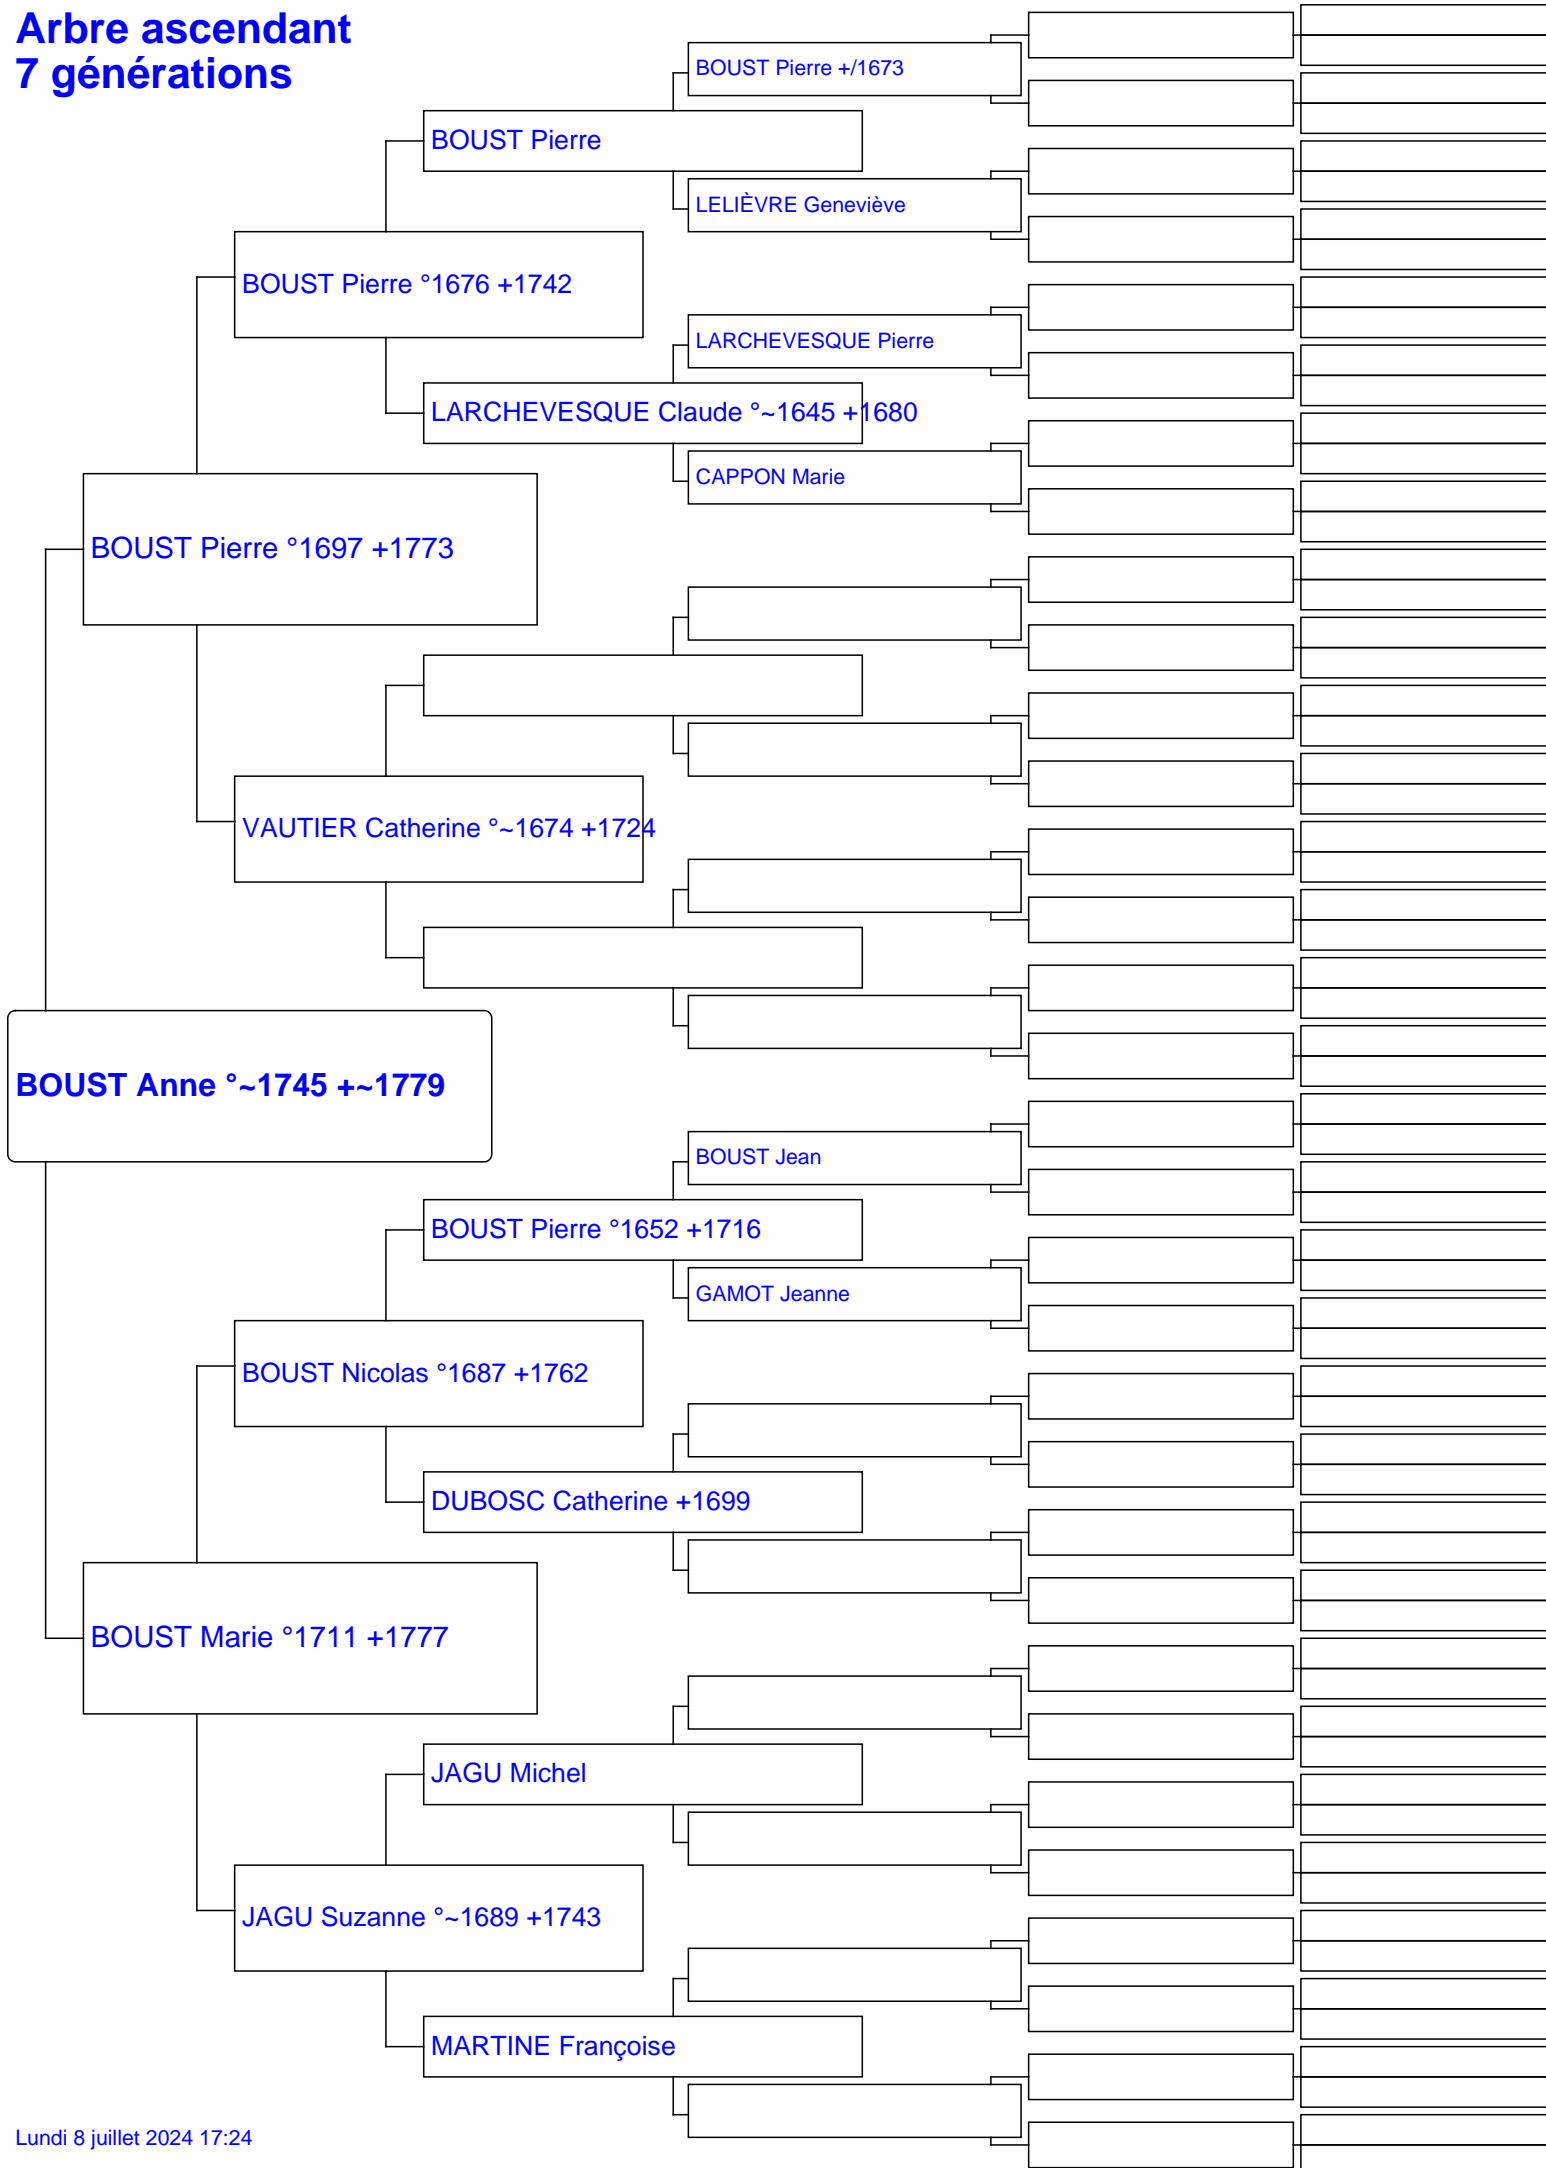 Arbre ascendant
7 générations
BOUST Pierre +/1673
BOUST Pierre
LELIÈVRE Geneviève
BOUST Pierre °1676 +1742
LARCHEVESQUE Pierre
LARCHEVESQUE Claude °~1645 +1680
CAPPON Marie
BOUST Pierre °1697 +1773
VAUTIER Catherine °~1674 +1724
BOUST Anne °~1745 +~1779
BOUST Jean
BOUST Pierre °1652 +1716
GAMOT Jeanne
BOUST Nicolas °1687 +1762
DUBOSC Catherine +1699
BOUST Marie °1711 +1777
JAGU Michel
JAGU Suzanne °~1689 +1743
MARTINE Françoise
Lundi 8 juillet 2024 17:24